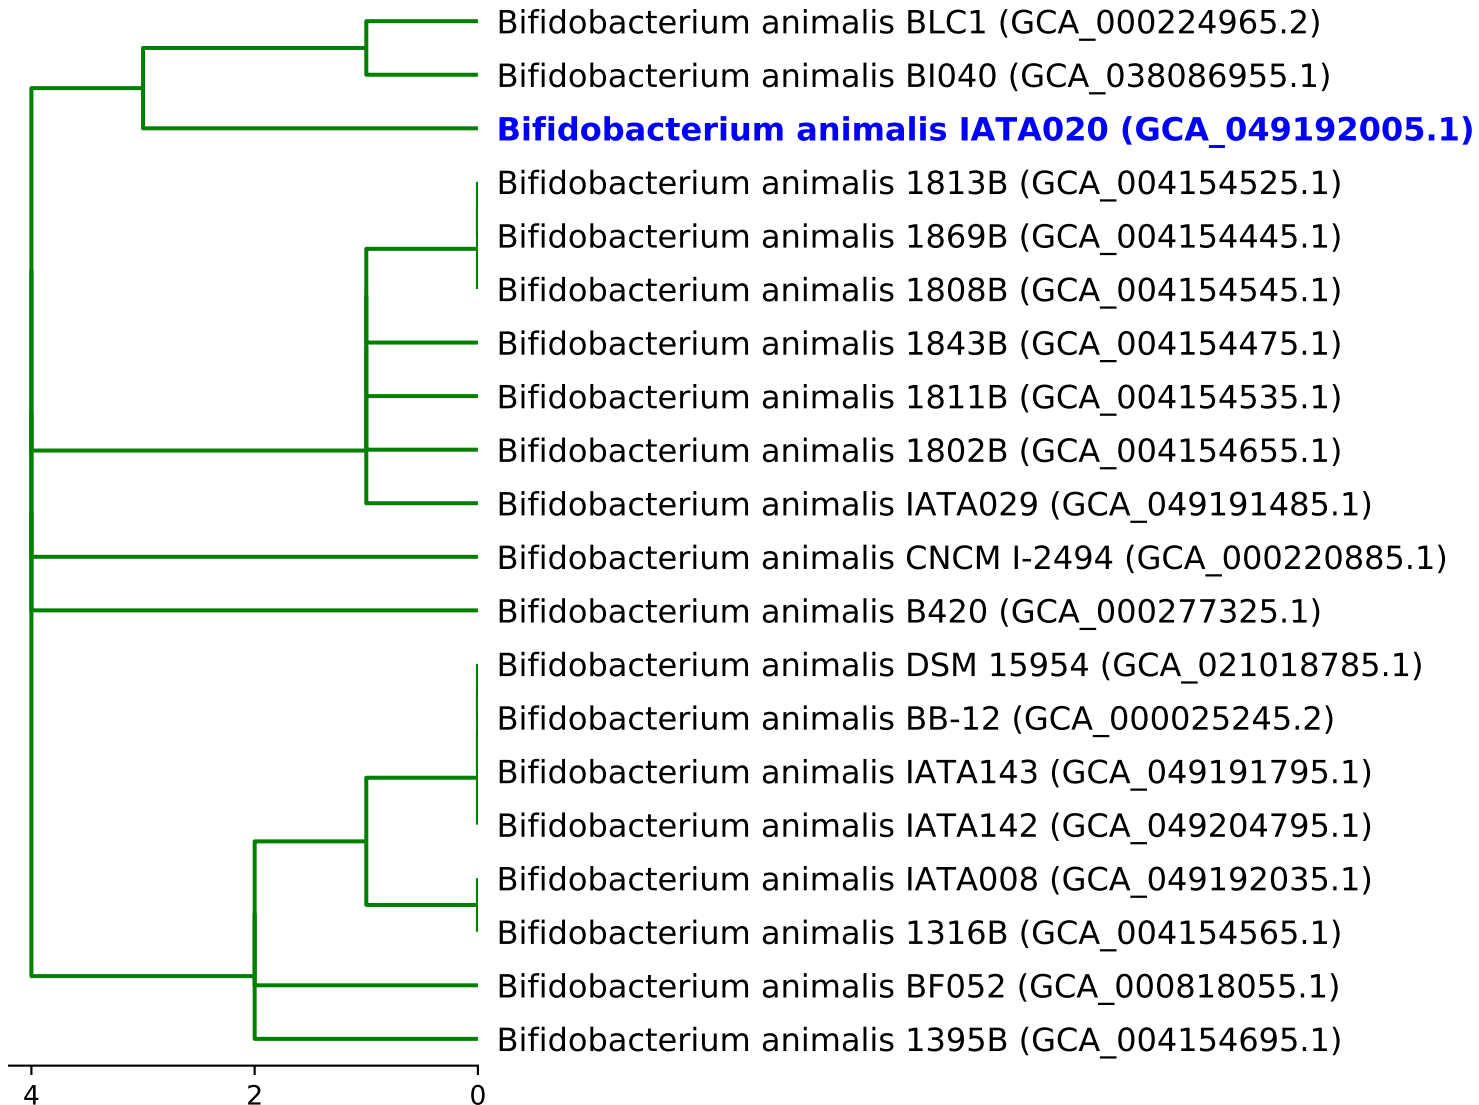 Bifidobacterium animalis BLC1 (GCA_000224965.2)
Bifidobacterium animalis BI040 (GCA_038086955.1)
Bifidobacterium animalis IATA020 (GCA_049192005.1)
Bifidobacterium animalis 1813B (GCA_004154525.1)
Bifidobacterium animalis 1869B (GCA_004154445.1)
Bifidobacterium animalis 1808B (GCA_004154545.1)
Bifidobacterium animalis 1843B (GCA_004154475.1)
Bifidobacterium animalis 1811B (GCA_004154535.1)
Bifidobacterium animalis 1802B (GCA_004154655.1)
Bifidobacterium animalis IATA029 (GCA_049191485.1)
Bifidobacterium animalis CNCM I-2494 (GCA_000220885.1)
Bifidobacterium animalis B420 (GCA_000277325.1)
Bifidobacterium animalis DSM 15954 (GCA_021018785.1)
Bifidobacterium animalis BB-12 (GCA_000025245.2)
Bifidobacterium animalis IATA143 (GCA_049191795.1)
Bifidobacterium animalis IATA142 (GCA_049204795.1)
Bifidobacterium animalis IATA008 (GCA_049192035.1)
Bifidobacterium animalis 1316B (GCA_004154565.1)
Bifidobacterium animalis BF052 (GCA_000818055.1)
Bifidobacterium animalis 1395B (GCA_004154695.1)
4 2 0